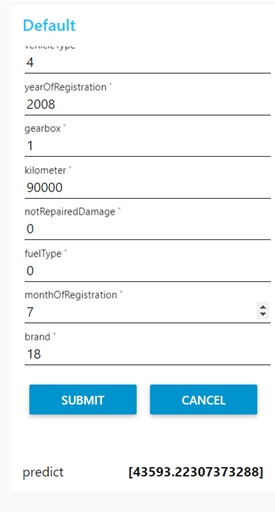 Default
vehicleType
4
yearOfRegistration *
2008
gearbox *
1
kilometer *
90000
notRepairedDamage *
0
fuelType *
0
monthOfRegistration *
7
brand *
18
SUBMIT CANCEL
predict [43593.22307373288]